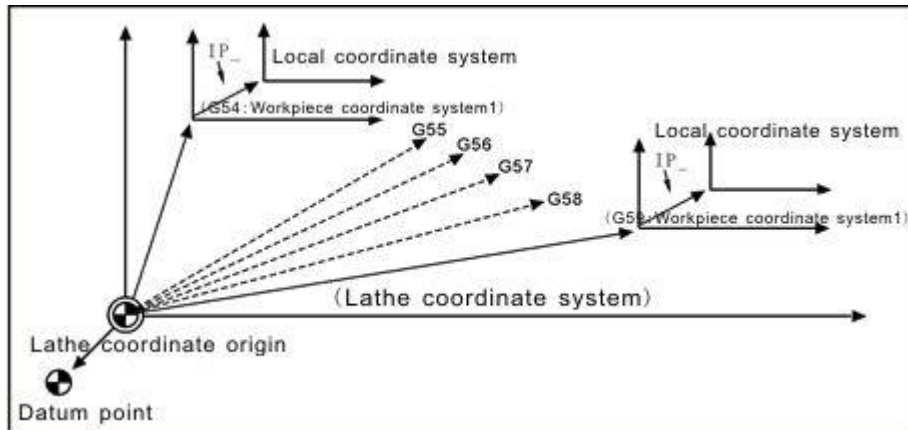 IP_
Local coordinate system
(G54:Workpiece coordinate system1)
G55
G56
G57
G58
Local coordinate system
IP_
(G59:Workpiece coordinate system1)
(Lathe coordinate system)
Lathe coordinate origin
Datum point